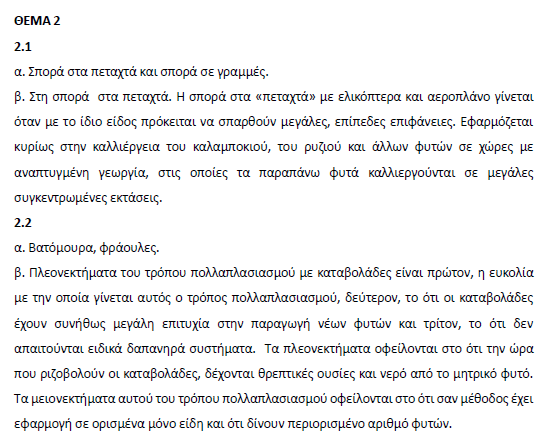 ΘΕΜΑ 2
2.1
α. Σπορά στα πεταχτά και σπορά σε γραμμές.
β. Στη σπορά στα πεταχτά. Η σπορά στα «πεταχτά» με ελικόπτερα και αεροπλάνο γίνεται
όταν με το ίδιο είδος πρόκειται να σπαρθούν μεγάλες, επίπεδες επιφάνειες. Εφαρμόζεται
κυρίως στην καλλιέργεια του καλαμποκιού, του ρυζιού και άλλων φυτών σε χώρες με
αναπτυγμένη γεωργία, στις οποίες τα παραπάνω φυτά καλλιεργούνται σε μεγάλες
συγκεντρωμένες εκτάσεις.
2.2
α. Βατόμουρα, φράουλες.
β. Πλεονεκτήματα του τρόπου πολλαπλασιασμού με καταβολάδες είναι πρώτον, η ευκολία
με την οποία γίνεται αυτός ο τρόπος πολλαπλασιασμού, δεύτερον, το ότι οι καταβολάδες
έχουν συνήθως μεγάλη επιτυχία στην παραγωγή νέων φυτών και τρίτον, το ότι δεν
απαιτούνται ειδικά δαπανηρά συστήματα. Τα πλεονεκτήματα οφείλονται στο ότι την ώρα
που ριζοβολούν οι καταβολάδες, δέχονται θρεπτικές ουσίες και νερό από το μητρικό φυτό.
Τα μειονεκτήματα αυτού του τρόπου πολλαπλασιασμού οφείλονται στο ότι σαν μέθοδος έχει
εφαρμογή σε ορισμένα μόνο είδη και ότι δίνουν περιορισμένο αριθμό φυτών.